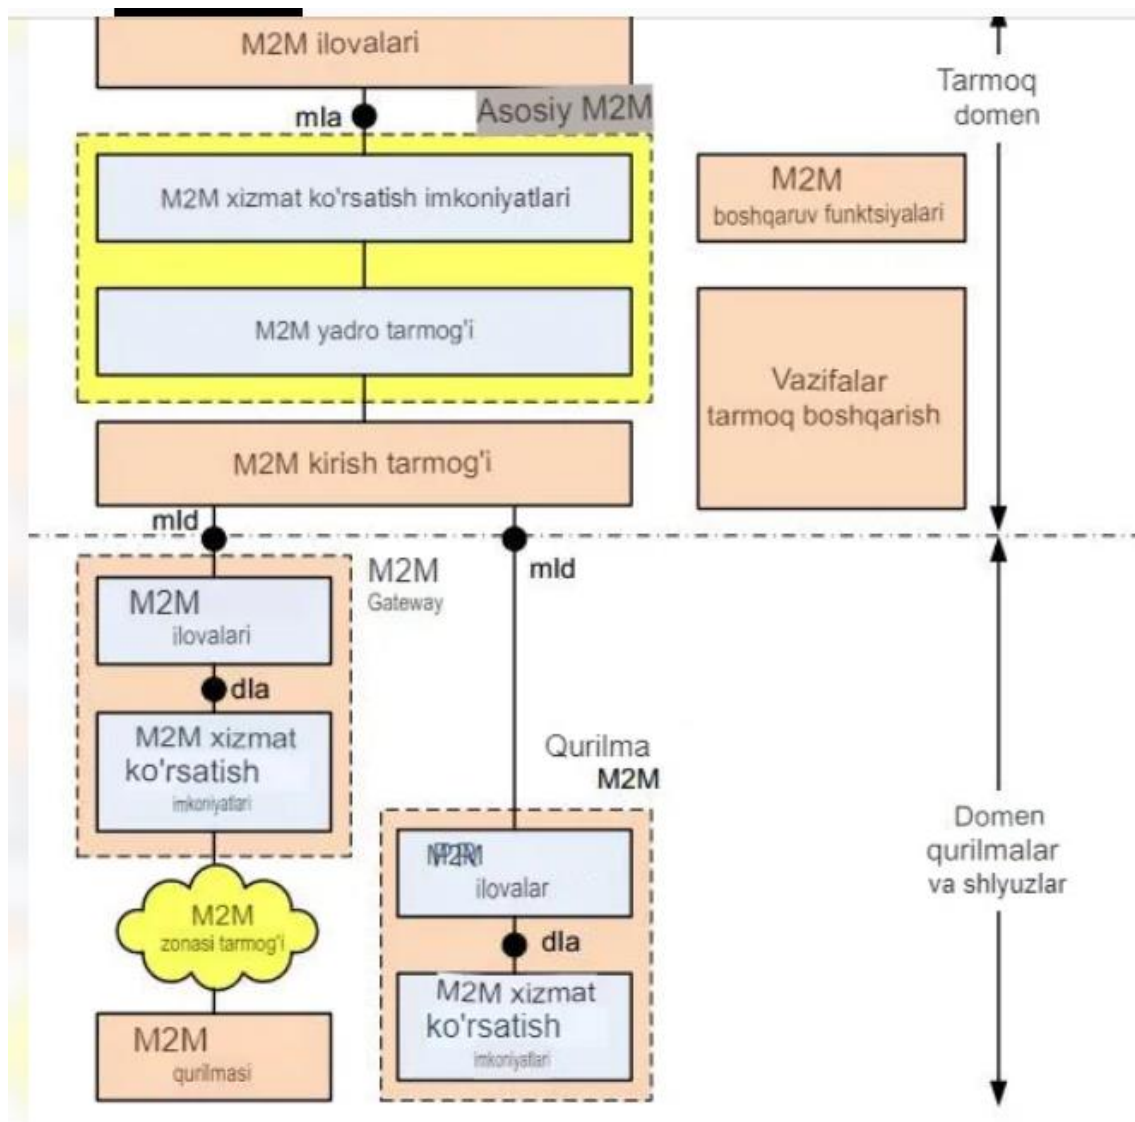 M2M ilovalari
mla
Asosiy M2M
M2M xizmat ko'rsatish imkoniyatlari
M2M yadro tarmog'i
M2M kirish tarmog'i
M2M
boshqaruv funktsiyalari
Vazifalar
tarmoq boshqarish
Tarmoq
domen
mld
mld
M2M
Gateway
M2M
ilovalari
dla
M2M xizmat
ko'rsatish
imkoniyatlari
M2M
zonasi tarmog'i
M2M
qurilmasi
Qurilma
M2M
ilovalar
dla
M2M xizmat
ko'rsatish
imkoniyatlari
Domen
qurilmalar
va shlyuzlar